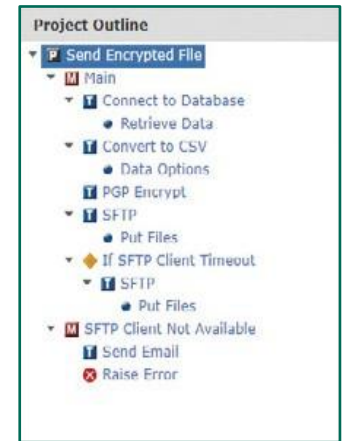 Project Outline
P Send Encrypted File
M Main
T Connect to Database
Retrieve Data
T Convert to CSV
Data Options
T PGP Encrypt
T SFTP
Put Files
If SFTP Client Timeout
T SFTP
Put Files
M SFTP Client Not Available
T Send Email
Raise Error